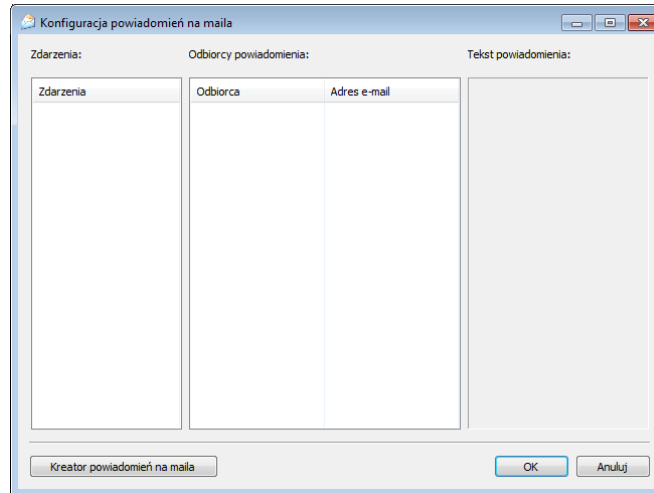 Konfiguracja powiadomień na maila
Zdarzenia: Odbiorcy powiadomienia: Tekst powiadomienia:
Zdarzenia Odbiorca Adres e-mail
Kreator powiadomień na maila OK Anuluj